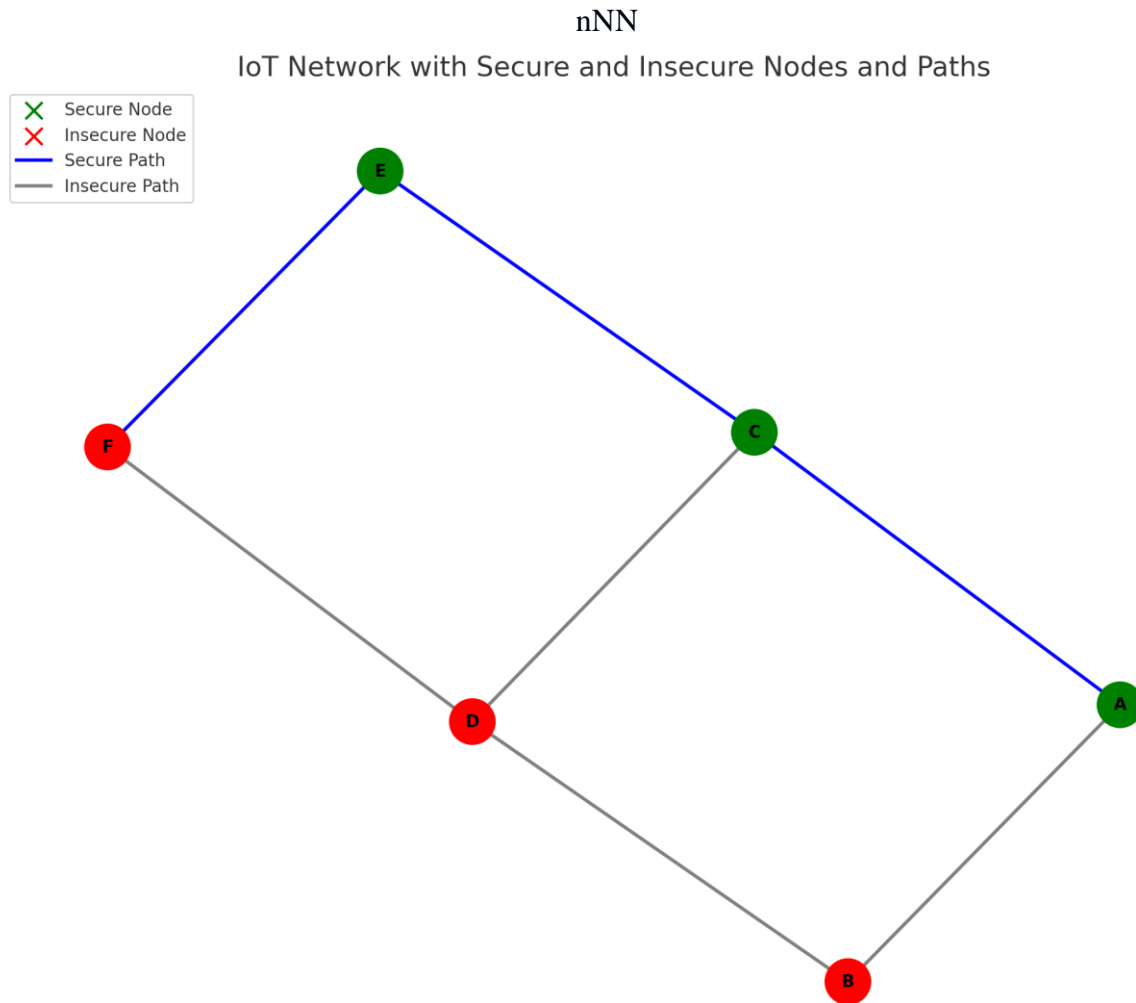 nNN
IoT Network with Secure and Insecure Nodes and Paths
Secure Node
Insecure Node
Secure Path
Insecure Path
E
C
F
A
D
B